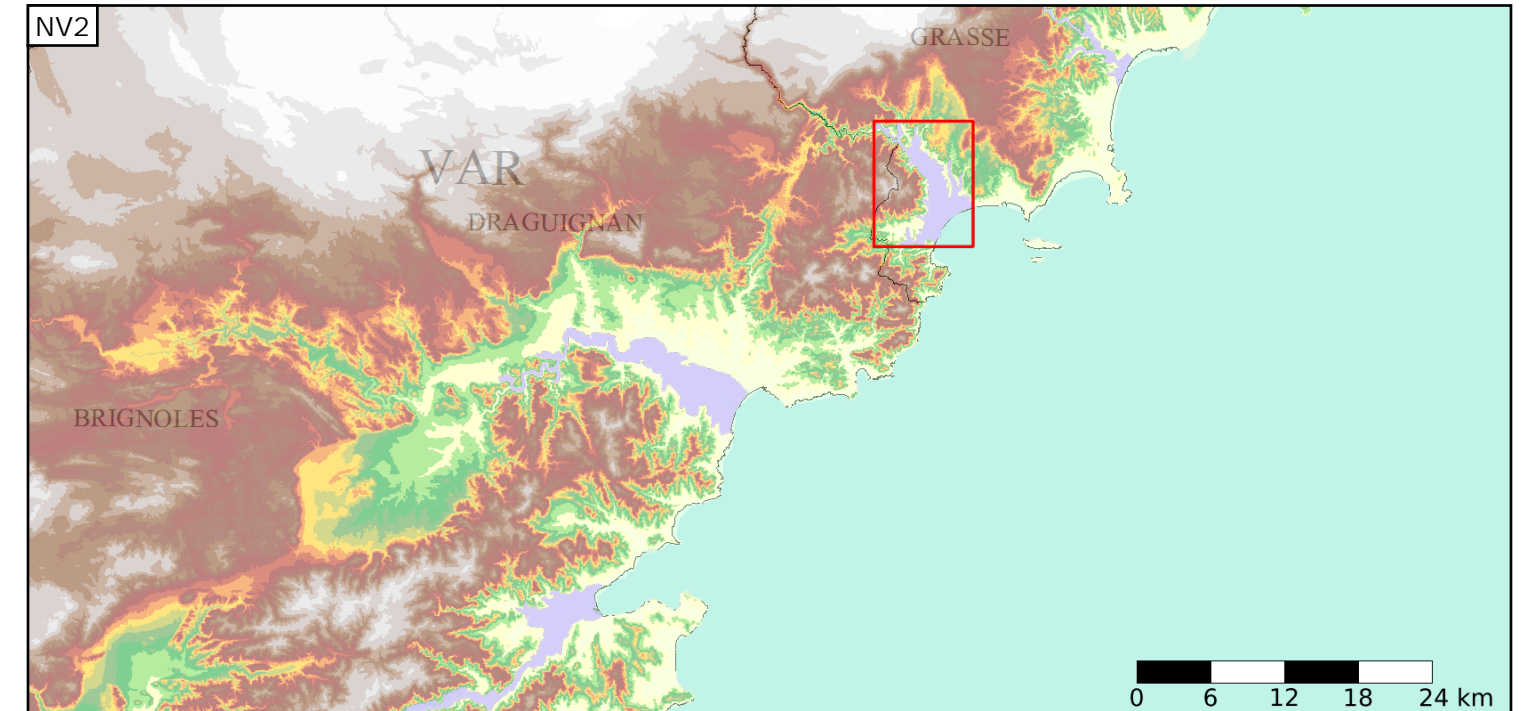 NV2
GRASSE
VAR
DRAGUIGNAN
BRIGNOLES
0 6 12 18 24 km